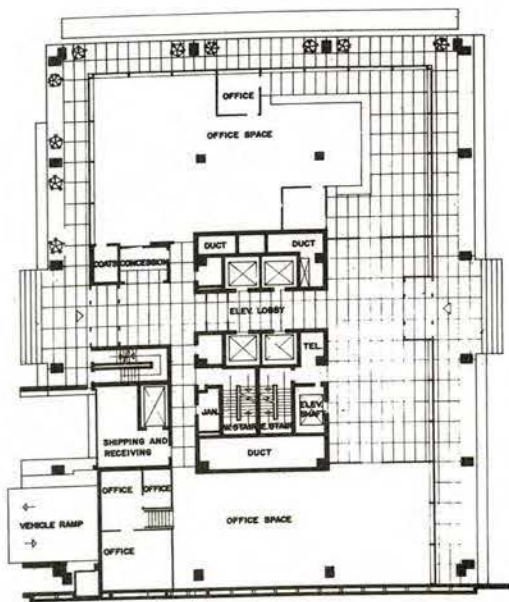 OFFICE
OFFICE SPACE
DUCT
DUCT
COATS
CONCESSION
ELEV. LOBBY
TEL.
JAN.
W. STAIR
E. STAIR
ELEV.
SHAFT
SHIPPING AND
RECEIVING
DUCT
OFFICE
OFFICE
VEHICLE RAMP
OFFICE SPACE
OFFICE